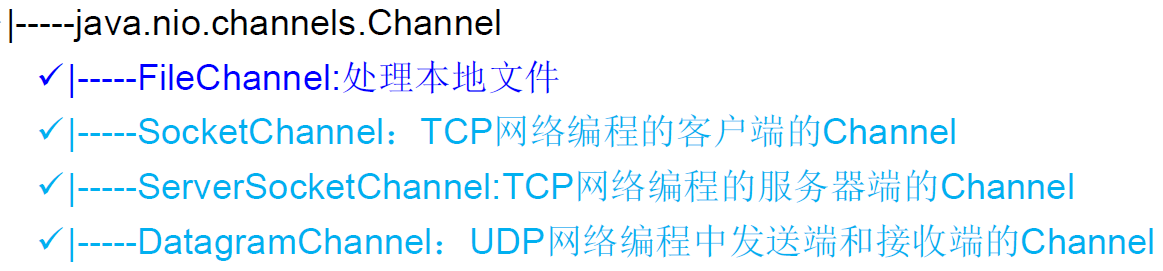 |-----java.nio.channels.Channel
✓|-----FileChannel:处理本地文件
✓|-----SocketChannel：TCP网络编程的客户端的Channel
✓|-----ServerSocketChannel:TCP网络编程的服务器端的Channel
✓|-----DatagramChannel：UDP网络编程中发送端和接收端的Channel